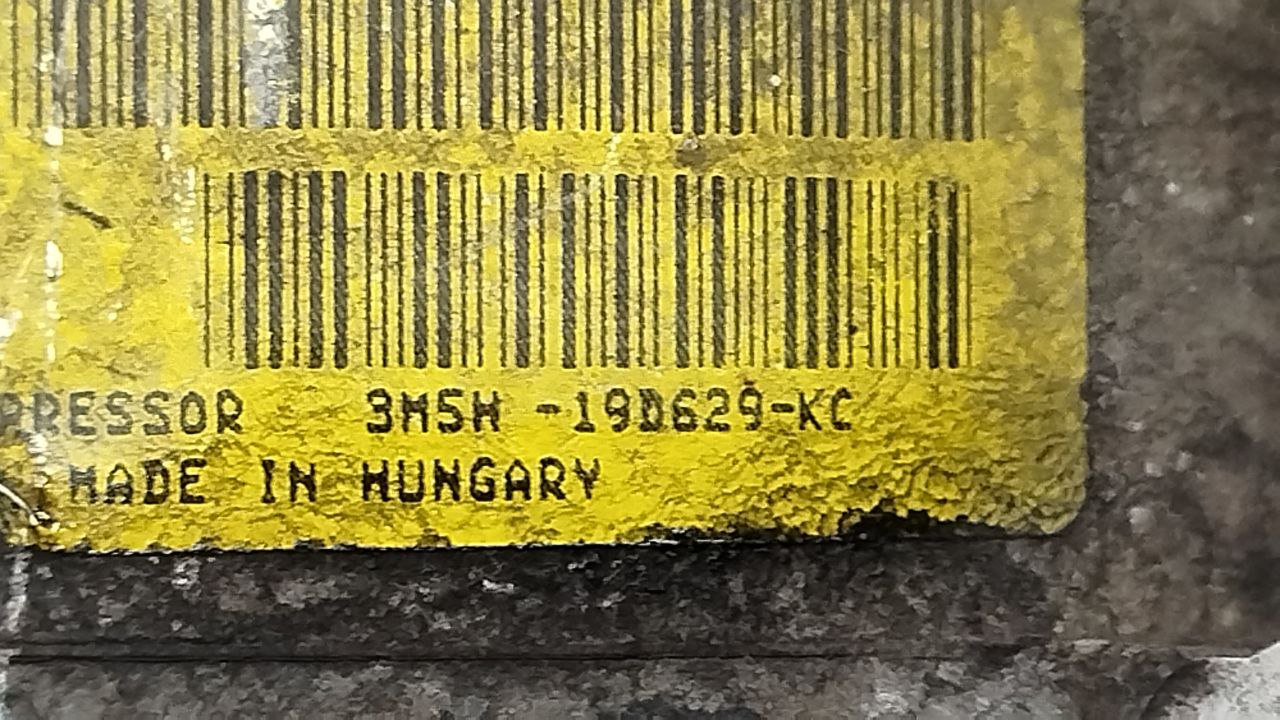 PRESSOR 3M5H -19D629-KC
MADE IN HUNGARY